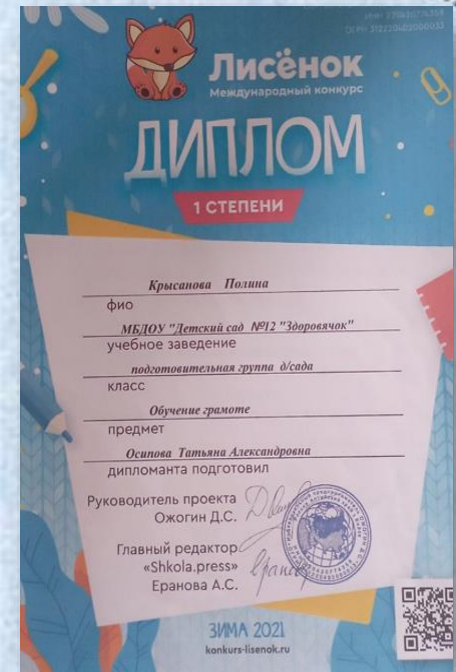 Лисёнок
Международный конкурс
ДИПЛОМ
1 СТЕПЕНИ
Крысанова Полина
фио
МБДОУ "Детский сад №12 "Здоровячок"
учебное заведение
подготовительная группа д/сада
класс
Обучение грамоте
предмет
Осипова Татьяна Александровна
дипломанта подготовил
Руководитель проекта
Ожогин Д.С.
Главный редактор
«Shkola.press»
Еранова А.С.
ЗИМА 2021
konkurs-lisenok.ru